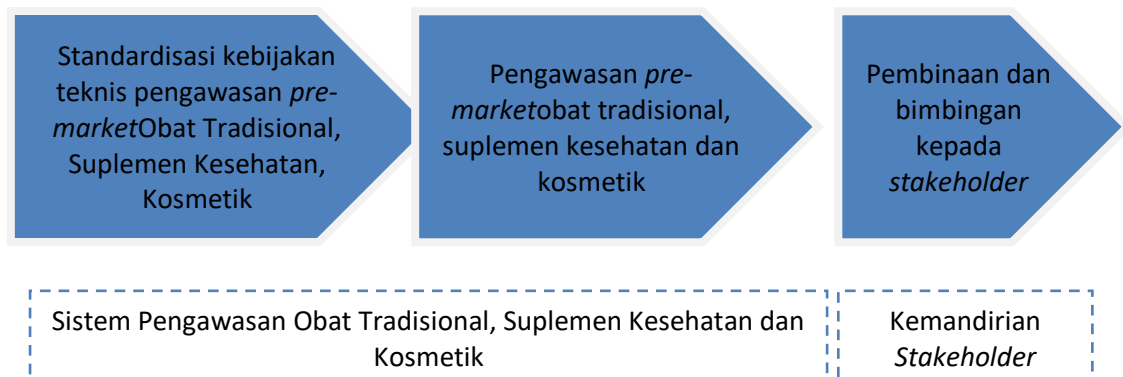 Standardisasi kebijakan
teknis pengawasan pre-
marketObat Tradisional,
Suplemen Kesehatan,
Kosmetik
Pengawasan pre-
marketobat tradisional,
suplemen kesehatan dan
kosmetik
Pembinaan dan
bimbingan
kepada
stakeholder
Sistem Pengawasan Obat Tradisional, Suplemen Kesehatan dan
Kosmetik
Kemandirian
Stakeholder